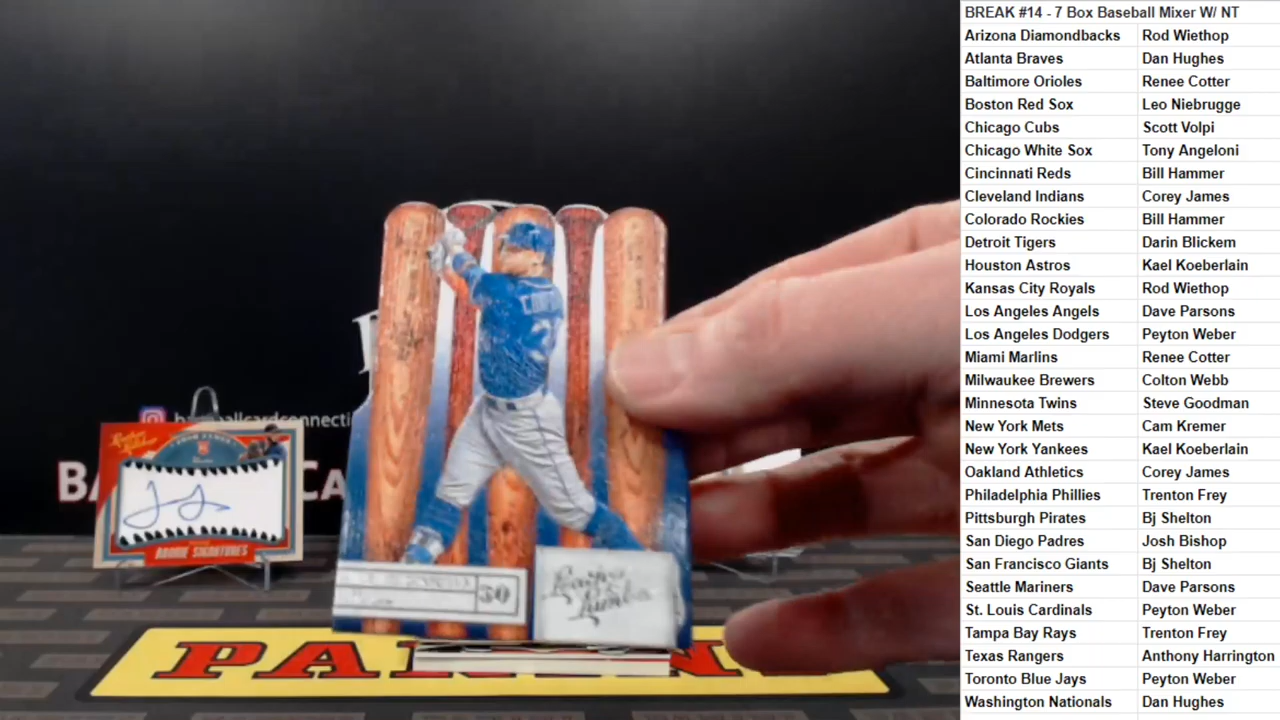 BREAK #14 - 7 Box Baseball Mixer W/ NT
Arizona Diamondbacks Rod Wiethop
Atlanta Braves Dan Hughes
Baltimore Orioles Renee Cotter
Boston Red Sox Leo Niebrugge
Chicago Cubs Scott Volpi
Chicago White Sox Tony Angeloni
Cincinnati Reds Bill Hammer
Cleveland Indians Corey James
Colorado Rockies Bill Hammer
Detroit Tigers Darin Blickem
Houston Astros Kael Koeberlain
Kansas City Royals Rod Wiethop
Los Angeles Angels Dave Parsons
Los Angeles Dodgers Peyton Weber
Miami Marlins Renee Cotter
Milwaukee Brewers Colton Webb
Minnesota Twins Steve Goodman
New York Mets Cam Kremer
New York Yankees Kael Koeberlain
Oakland Athletics Corey James
Philadelphia Phillies Trenton Frey
Pittsburgh Pirates Bj Shelton
San Diego Padres Josh Bishop
San Francisco Giants Bj Shelton
Seattle Mariners Dave Parsons
St. Louis Cardinals Peyton Weber
Tampa Bay Rays Trenton Frey
Texas Rangers Anthony Harrington
Toronto Blue Jays Peyton Weber
Washington Nationals Dan Hughes
Leather & Lumber
ROOKIE SIGNATURES
30
Leather & Lumber
PANINI